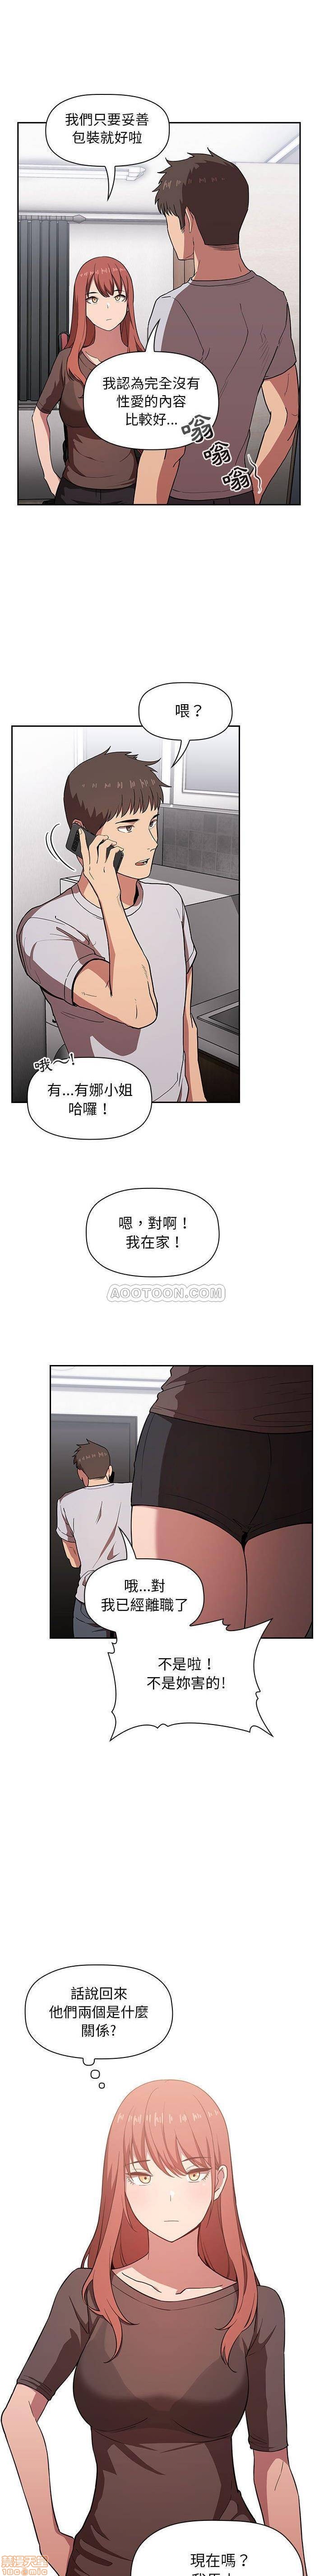 我們只要妥善
包裝就好啦
我認為完全沒有
性愛的內容
比較好...
嗡
嗡
嗡
喂？
哦～!
有...有娜小姐
哈囉！
嗯，對啊！
我在家！
AOOTOON.COM
哦...對
我已經離職了
不是啦！
不是妳害的!
話說回來
他們兩個是什麼
關係?
現在嗎？